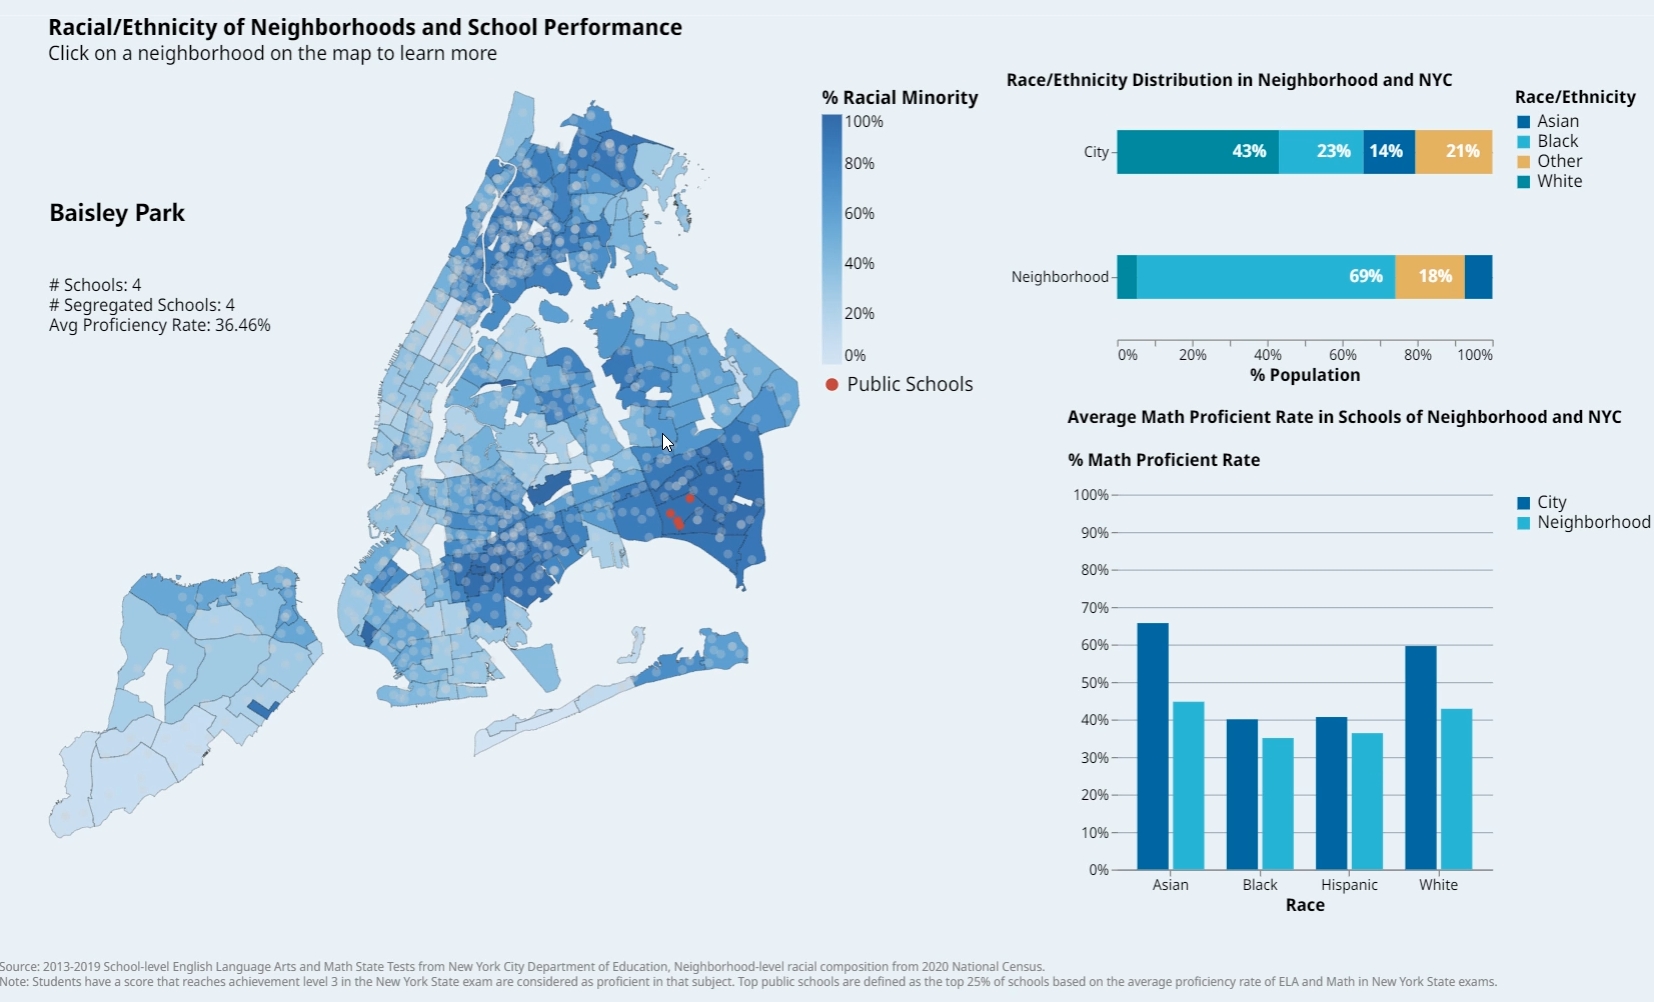 Racial/Ethnicity of Neighborhoods and School Performance
Click on a neighborhood on the map to learn more
Baisley Park
# Schools: 4
# Segregated Schools: 4
Avg Proficiency Rate: 36.46%
% Racial Minority
100%
80%
60%
40%
20%
0%
Public Schools
Race/Ethnicity Distribution in Neighborhood and NYC
City
43%
23%
14%
21%
Neighborhood
69%
18%
0%
20%
40%
60%
80%
100%
% Population
Race/Ethnicity
Asian
Black
Other
White
Average Math Proficient Rate in Schools of Neighborhood and NYC
% Math Proficient Rate
100%
90%
80%
70%
60%
50%
40%
30%
20%
10%
0%
Asian
Black
Hispanic
White
Race
City
Neighborhood
Source: 2013-2019 School-level English Language Arts and Math State Tests from New York City Department of Education, Neighborhood-level racial composition from 2020 National Census.
Note: Students have a score that reaches achievement level 3 in the New York State exam are considered as proficient in that subject. Top public schools are defined as the top 25% of schools based on the average proficiency rate of ELA and Math in New York State exams.